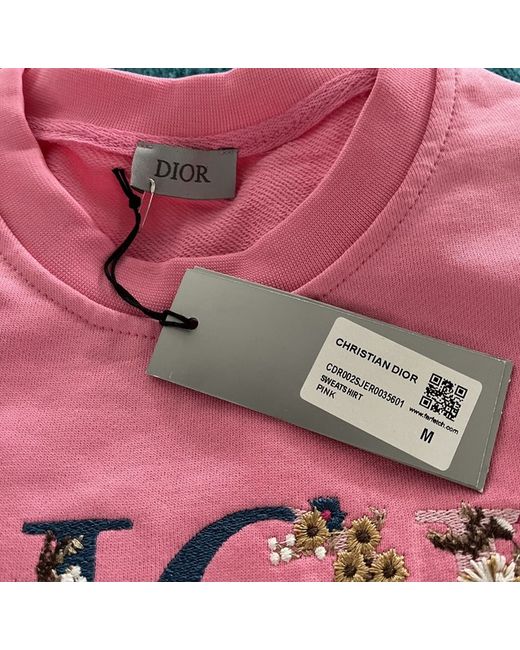 DIOR
CHRISTIAN DIOR
CDR002SJER0035601
SWEATSHIRT
PINK
www.farfetch.com
M